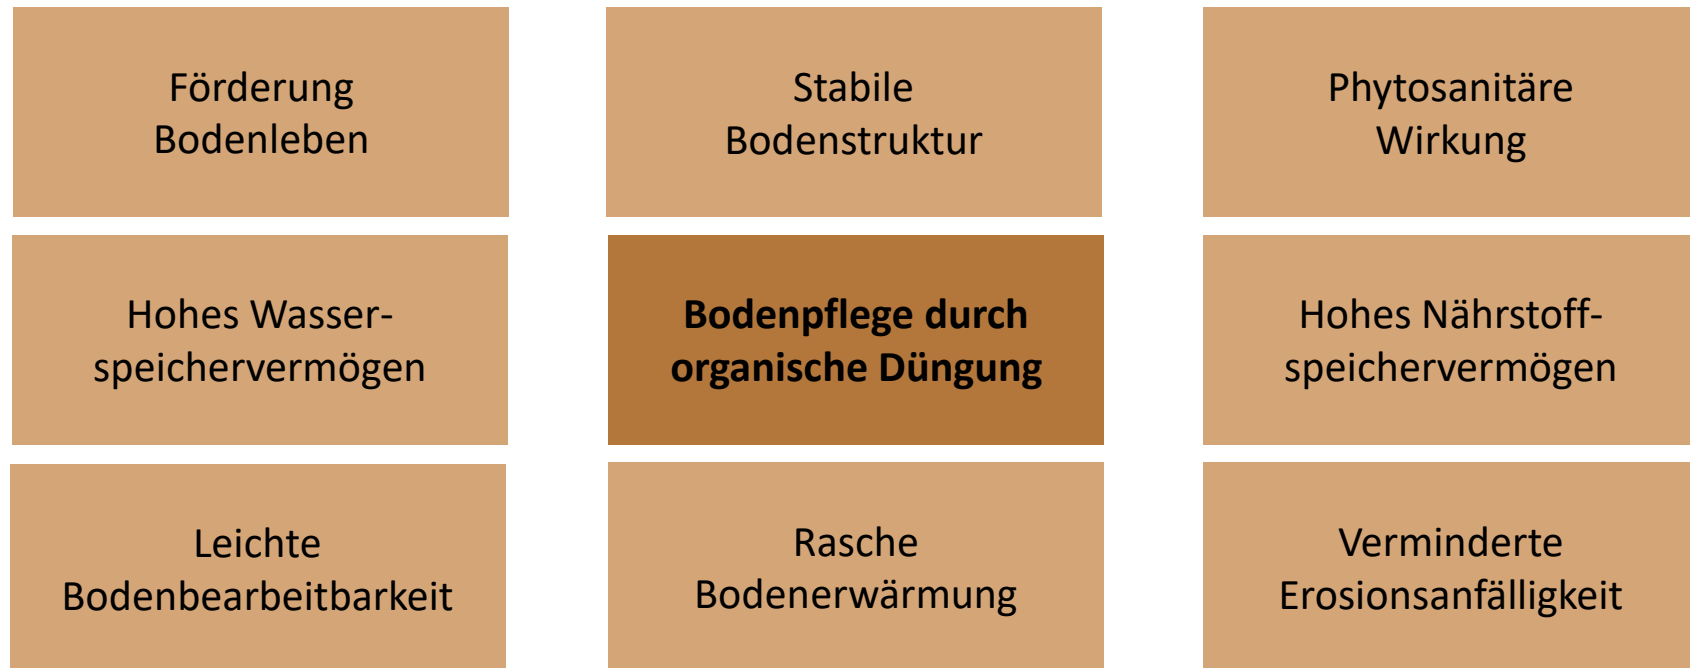 Förderung
Bodenleben
Stabile
Bodenstruktur
Phytosanitäre
Wirkung
Hohes Wasser-
speichervermögen
Bodenpflege durch
organische Düngung
Hohes Nährstoff-
speichervermögen
Leichte
Bodenbearbeitbarkeit
Rasche
Bodenerwärmung
Verminderte
Erosionsanfälligkeit